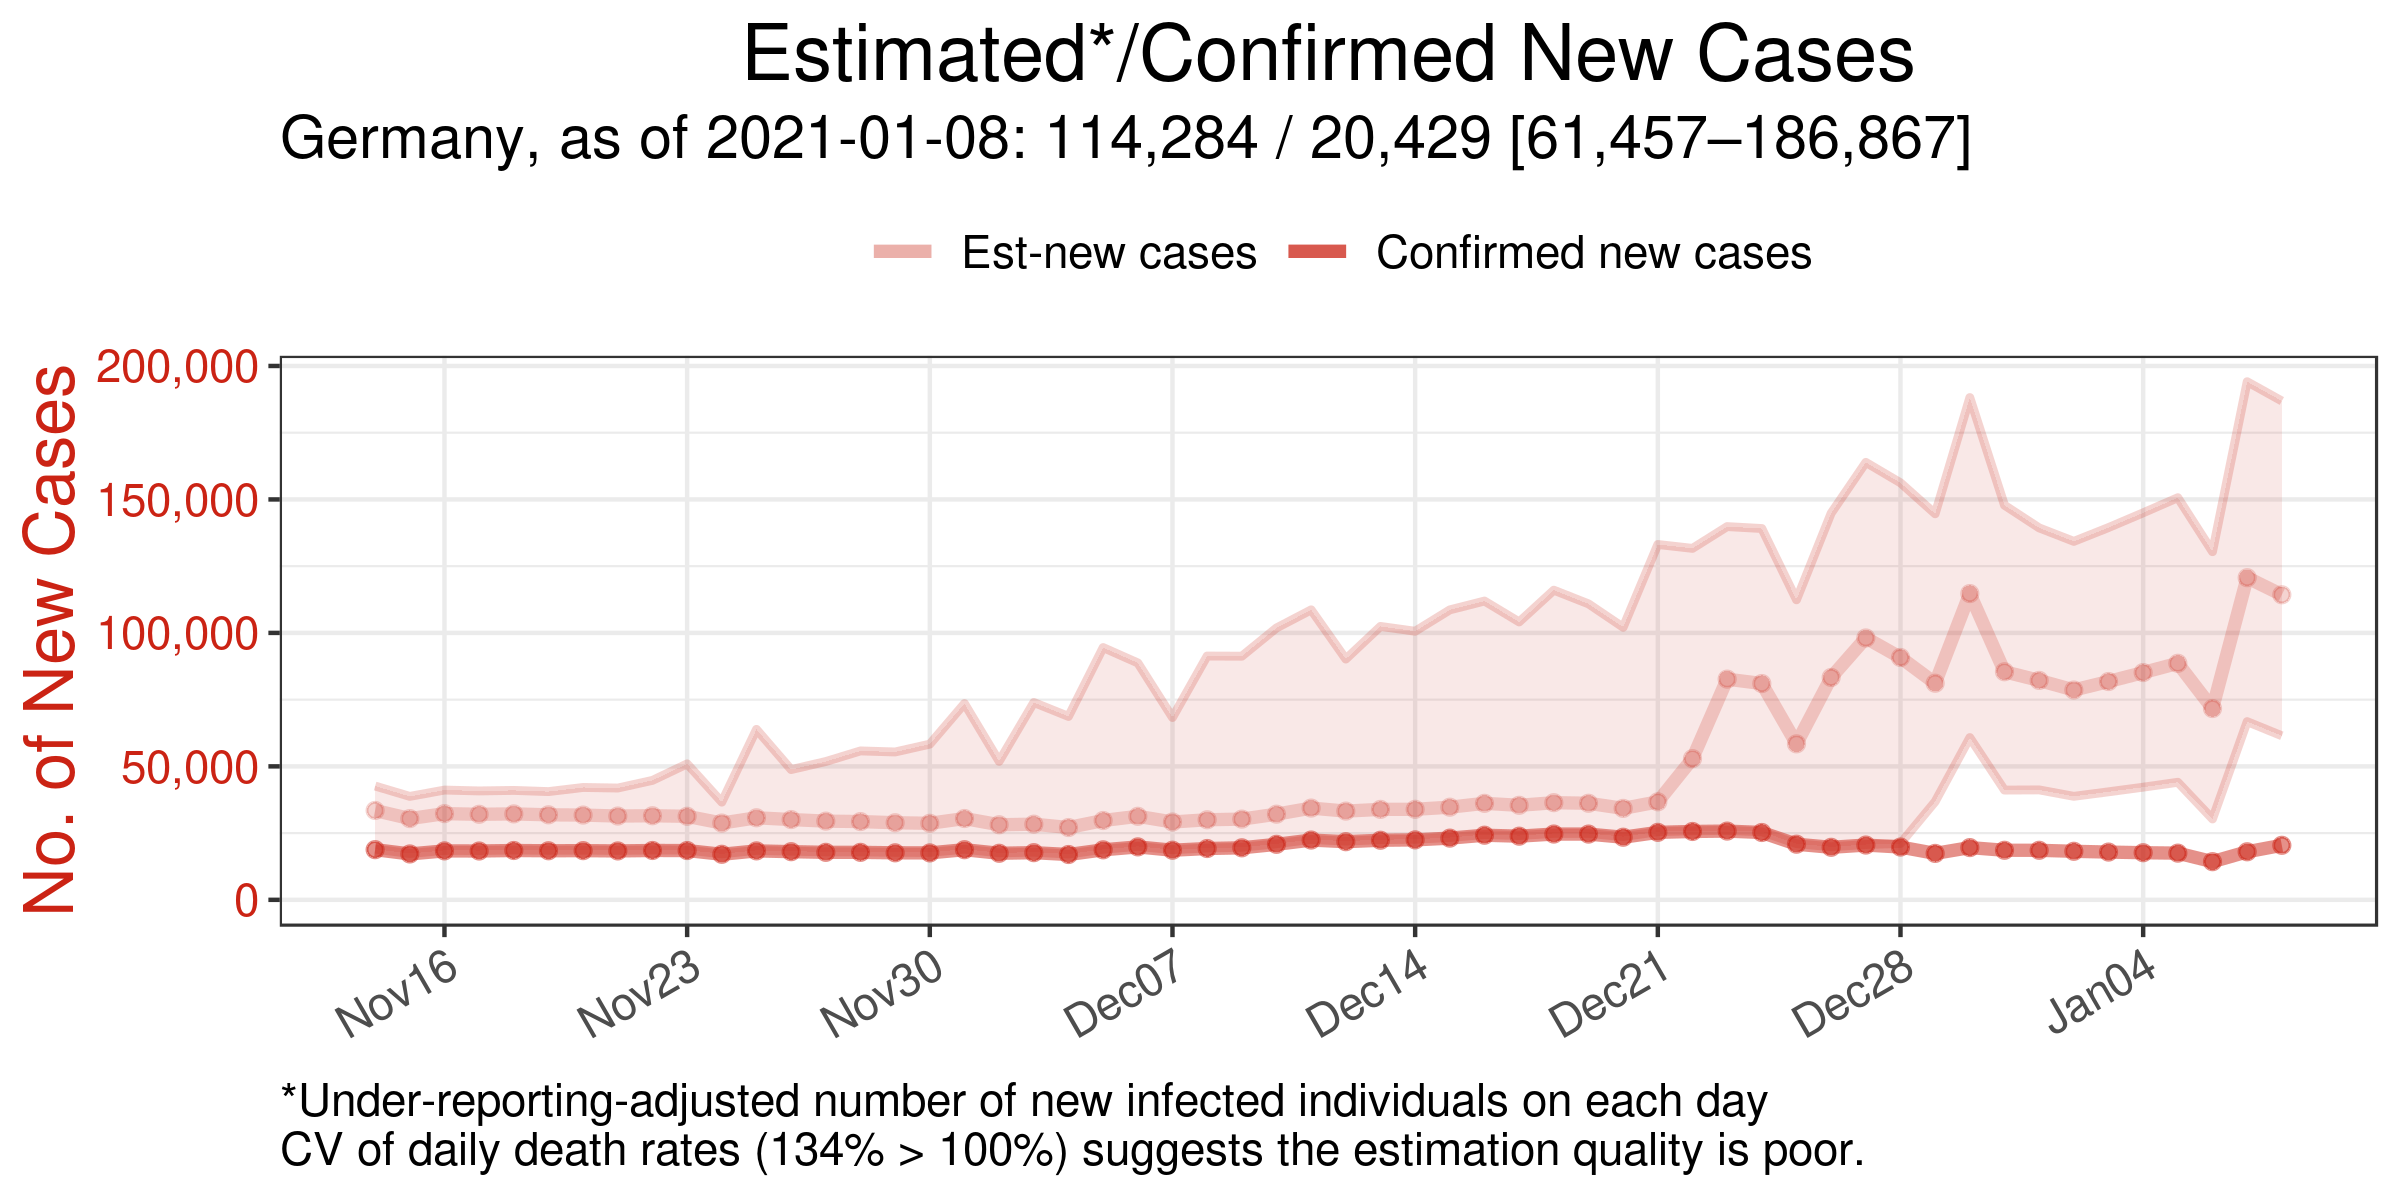 Estimated*/Confirmed New Cases
Germany, as of 2021-01-08: 114,284 / 20,429 [61,457–186,867]
Est-new cases Confirmed new cases
No. of New Cases
200,000
150,000
100,000
50,000
0
Nov16 Nov23 Nov30 Dec07 Dec14 Dec21 Dec28 Jan04
*Under-reporting-adjusted number of new infected individuals on each day
CV of daily death rates (134% > 100%) suggests the estimation quality is poor.